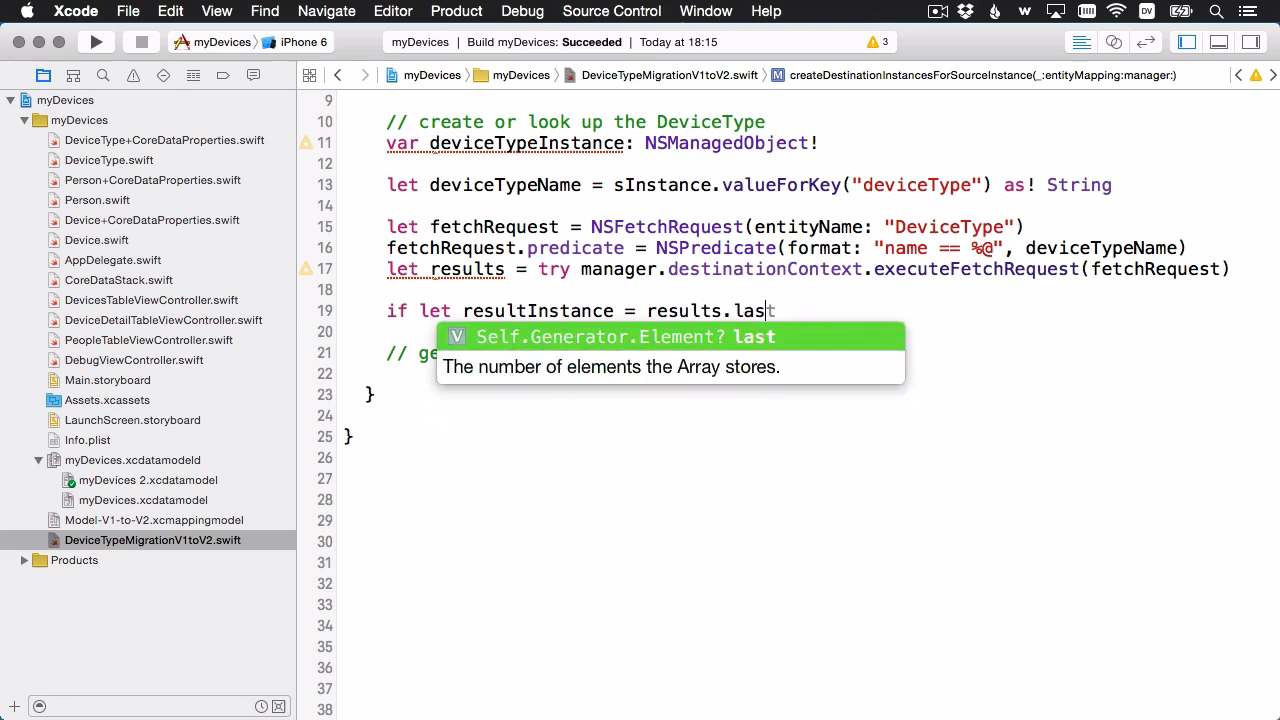 Xcode File Edit View Find Navigate Editor Product Debug Source Control Window Help
myDevices iPhone 6 myDevices | Build myDevices: Succeeded | Today at 18:15 3
myDevices myDevices DeviceTypeMigrationV1toV2.swift M createDestinationInstancesForSourceInstance(_:entityMapping:manager:)
myDevices
myDevices
DeviceType+CoreDataProperties.swift
DeviceType.swift
Person+CoreDataProperties.swift
Person.swift
Device+CoreDataProperties.swift
Device.swift
AppDelegate.swift
CoreDataStack.swift
DevicesTableViewController.swift
DeviceDetailTableViewController.swift
PeopleTableViewController.swift
DebugViewController.swift
Main.storyboard
Assets.xcassets
LaunchScreen.storyboard
Info.plist
myDevices.xcdatamodeld
myDevices 2.xcdatamodel
myDevices.xcdatamodel
Model-V1-to-V2.xcmappingmodel
DeviceTypeMigrationV1toV2.swift
Products
9
10 // create or look up the DeviceType
11 var deviceTypeInstance: NSManagedObject!
12
13 let deviceTypeName = sInstance.valueForKey("deviceType") as! String
14
15 let fetchRequest = NSFetchRequest(entityName: "DeviceType")
16 fetchRequest.predicate = NSPredicate(format: "name == %@", deviceTypeName)
17 let results = try manager.destinationContext.executeFetchRequest(fetchRequest)
18
19 if let resultInstance = results.last
20
V Self.Generator.Element? last
21 // ge
The number of elements the Array stores.
22
23 }
24
25 }
26
27
28
29
30
31
32
33
34
35
36
37
38